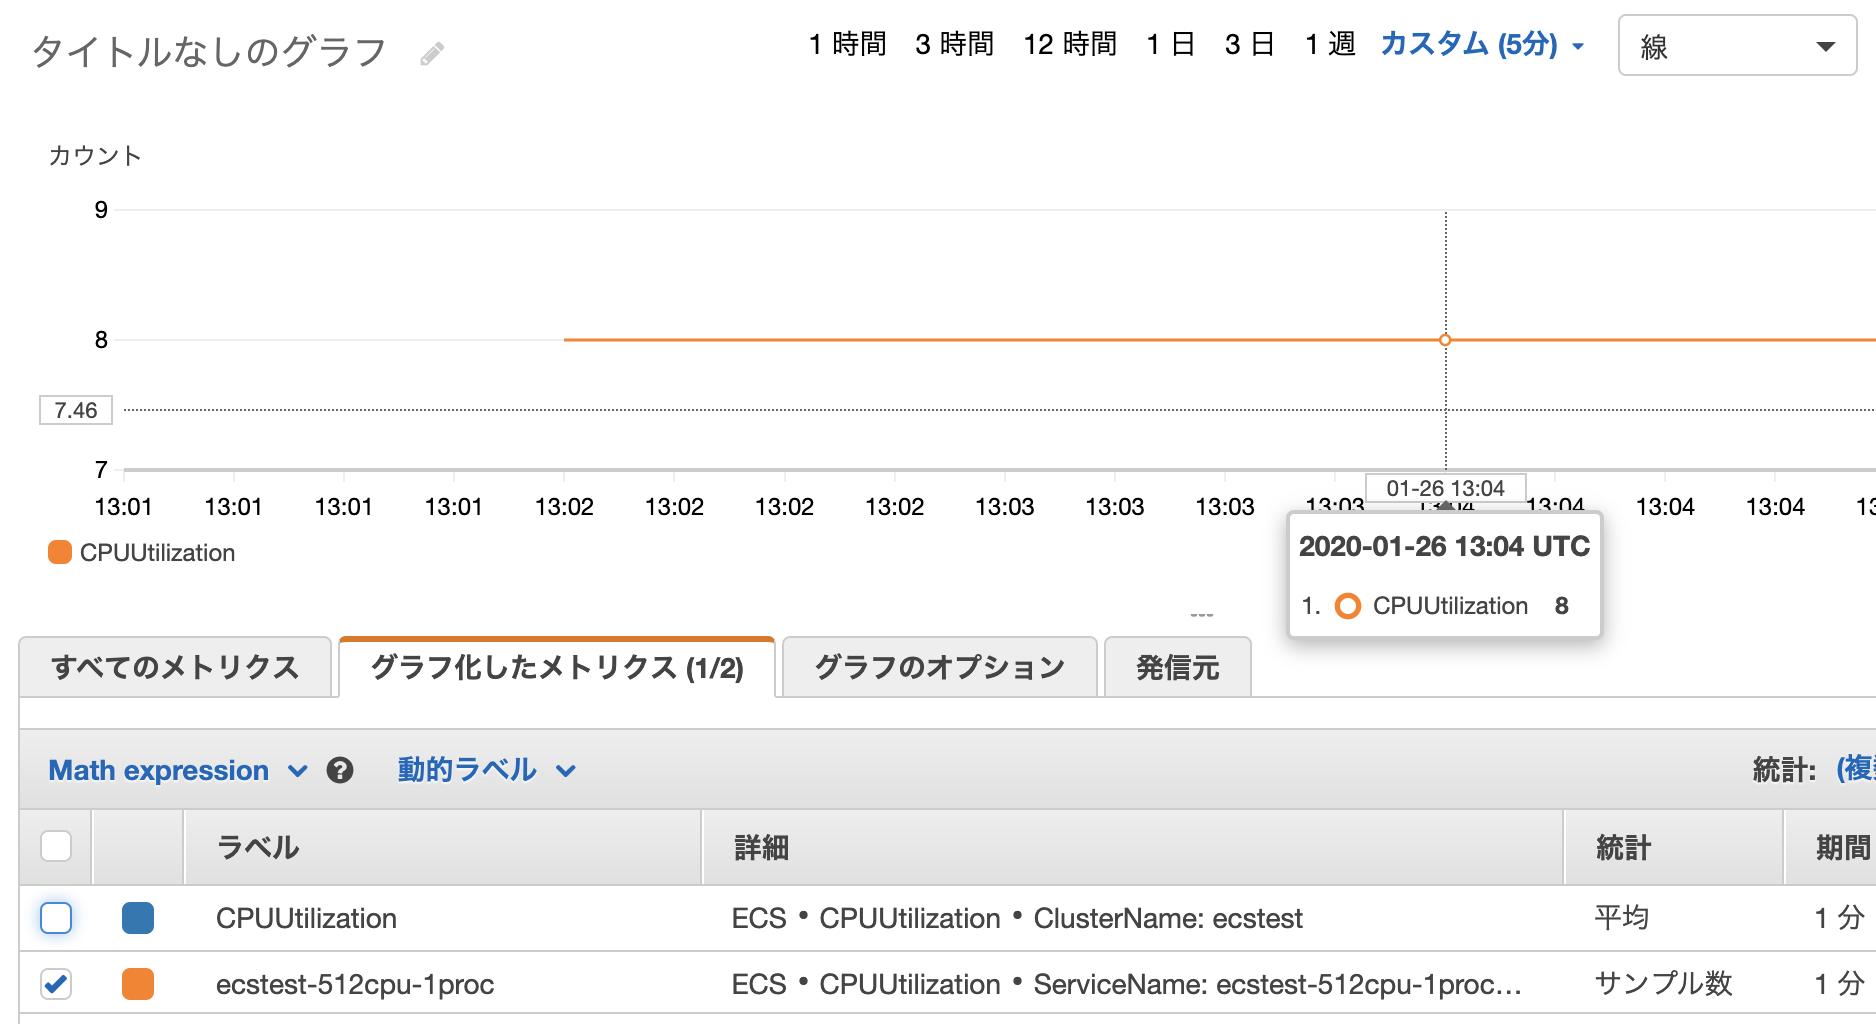 タイトルなしのグラフ
1 時間 3 時間 12 時間 1 日 3 日 1 週 カスタム (5分) 線
カウント
9
8
7.46
7
13:01 13:01 13:01 13:01 13:02 13:02 13:02 13:02 13:03 13:03 13:03 13:03 13:04 13:04 13:04 13:04
01-26 13:04
CPUUtilization
2020-01-26 13:04 UTC
1. CPUUtilization 8
すべてのメトリクス グラフ化したメトリクス (1/2) グラフのオプション 発信元
Math expression ? 動的ラベル 統計:
ラベル 詳細 統計 期間
CPUUtilization ECS • CPUUtilization • ClusterName: ecstest 平均 1 分
ecstest-512cpu-1proc ECS • CPUUtilization • ServiceName: ecstest-512cpu-1proc… サンプル数 1 分